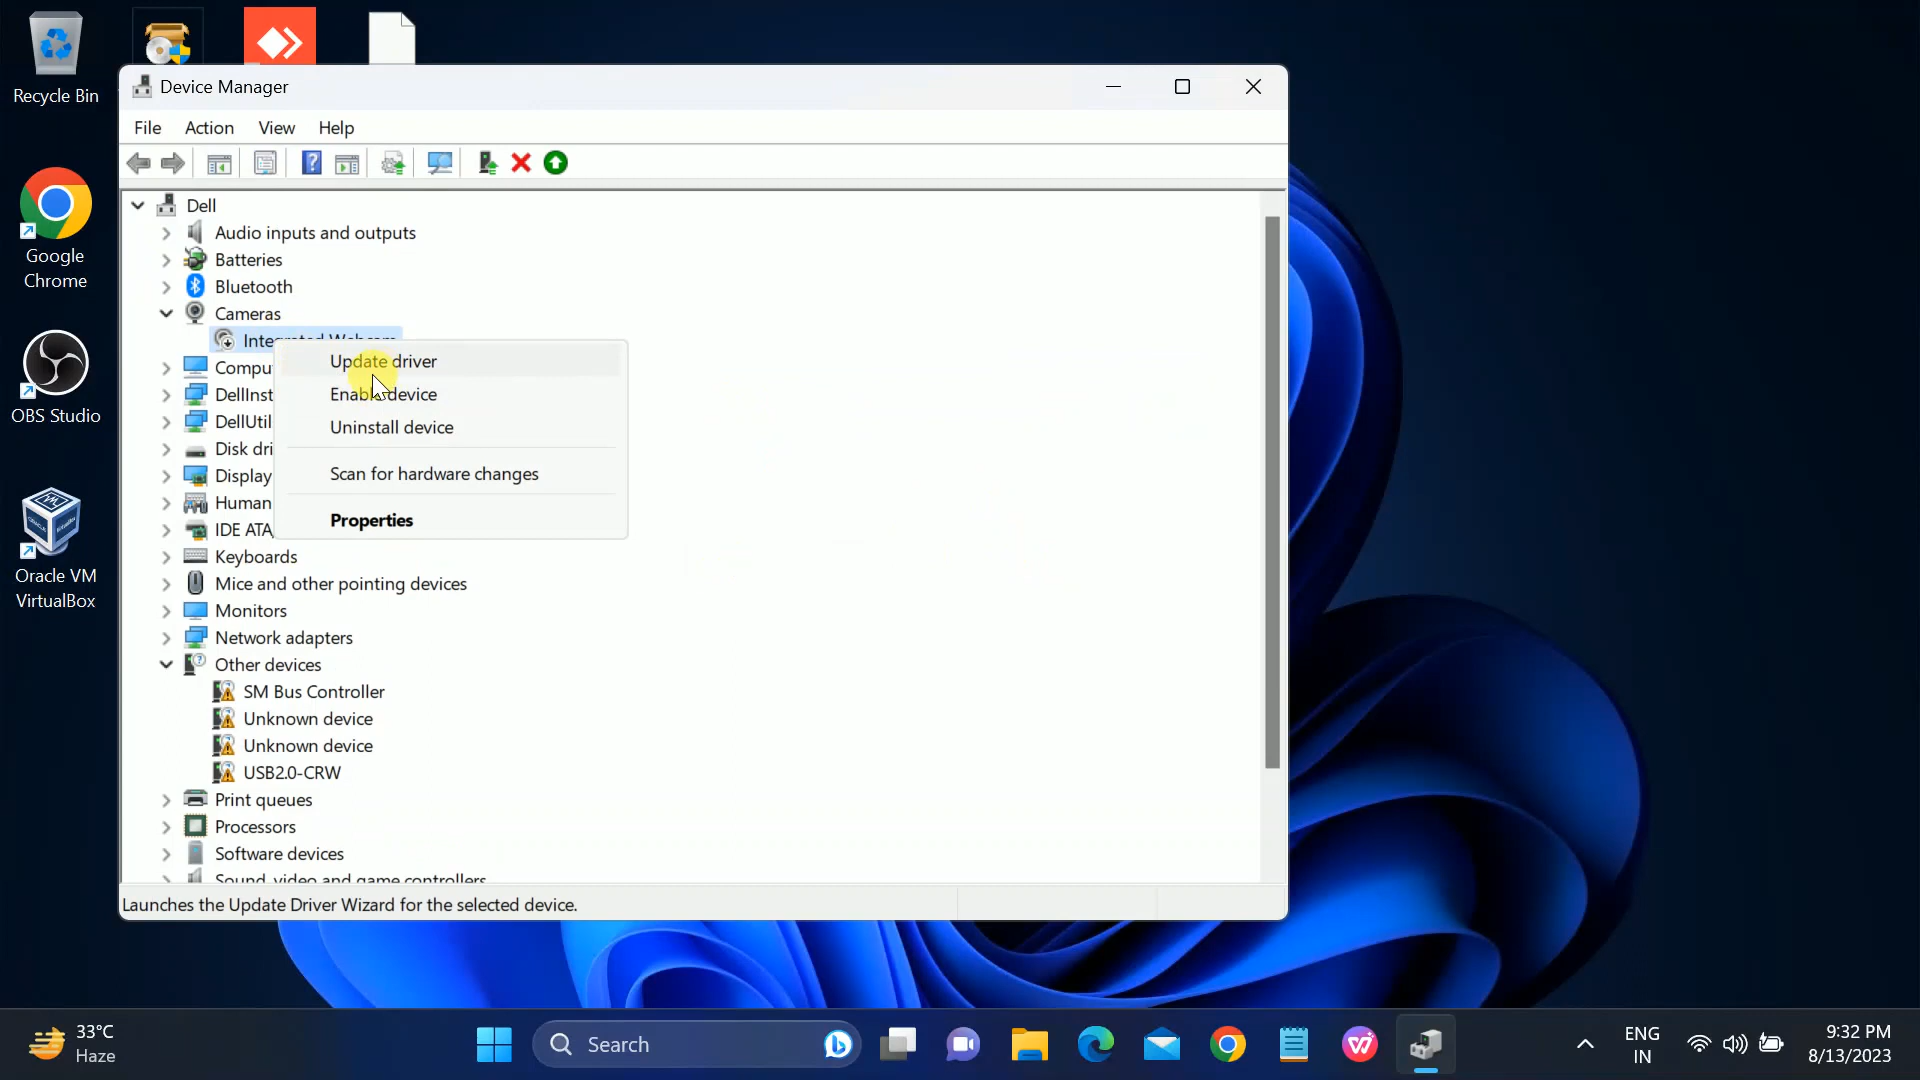 Recycle Bin
Google
Chrome
OBS Studio
Oracle VM
VirtualBox
Device Manager
File Action View Help
Dell
Audio inputs and outputs
Batteries
Bluetooth
Cameras
Integrated Webcam
Update driver
Enable device
Uninstall device
Scan for hardware changes
Properties
Compu
DellInst
DellUtil
Disk dri
Display
Human
IDE ATA
Keyboards
Mice and other pointing devices
Monitors
Network adapters
Other devices
SM Bus Controller
Unknown device
Unknown device
USB2.0-CRW
Print queues
Processors
Software devices
Sound, video and game controllers
Launches the Update Driver Wizard for the selected device.
33°C
Haze
Search
ENG
IN
9:32 PM
8/13/2023